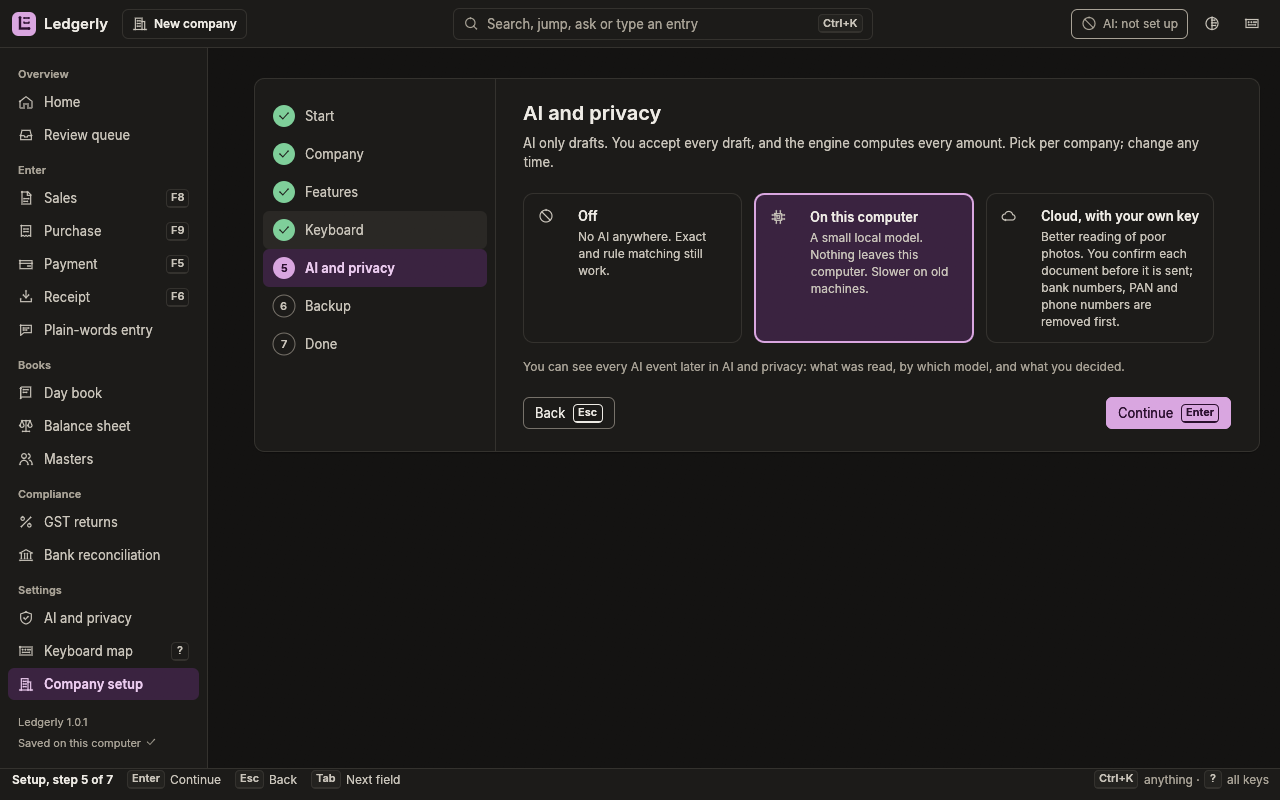 Ledgerly
New company
Search, jump, ask or type an entry
Ctrl+K
AI: not set up
Overview
Home
Review queue
Enter
Sales F8
Purchase F9
Payment F5
Receipt F6
Plain-words entry
Books
Day book
Balance sheet
Masters
Compliance
GST returns
Bank reconciliation
Settings
AI and privacy
Keyboard map ?
Company setup
Ledgerly 1.0.1
Saved on this computer
Start
Company
Features
Keyboard
5 AI and privacy
6 Backup
7 Done
AI and privacy
AI only drafts. You accept every draft, and the engine computes every amount. Pick per company; change any
time.
Off
No AI anywhere. Exact
and rule matching still
work.
On this computer
A small local model.
Nothing leaves this
computer. Slower on old
machines.
Cloud, with your own key
Better reading of poor
photos. You confirm each
document before it is sent;
bank numbers, PAN and
phone numbers are
removed first.
You can see every AI event later in AI and privacy: what was read, by which model, and what you decided.
Back Esc
Continue Enter
Setup, step 5 of 7 Enter Continue Esc Back Tab Next field
Ctrl+K anything · ? all keys